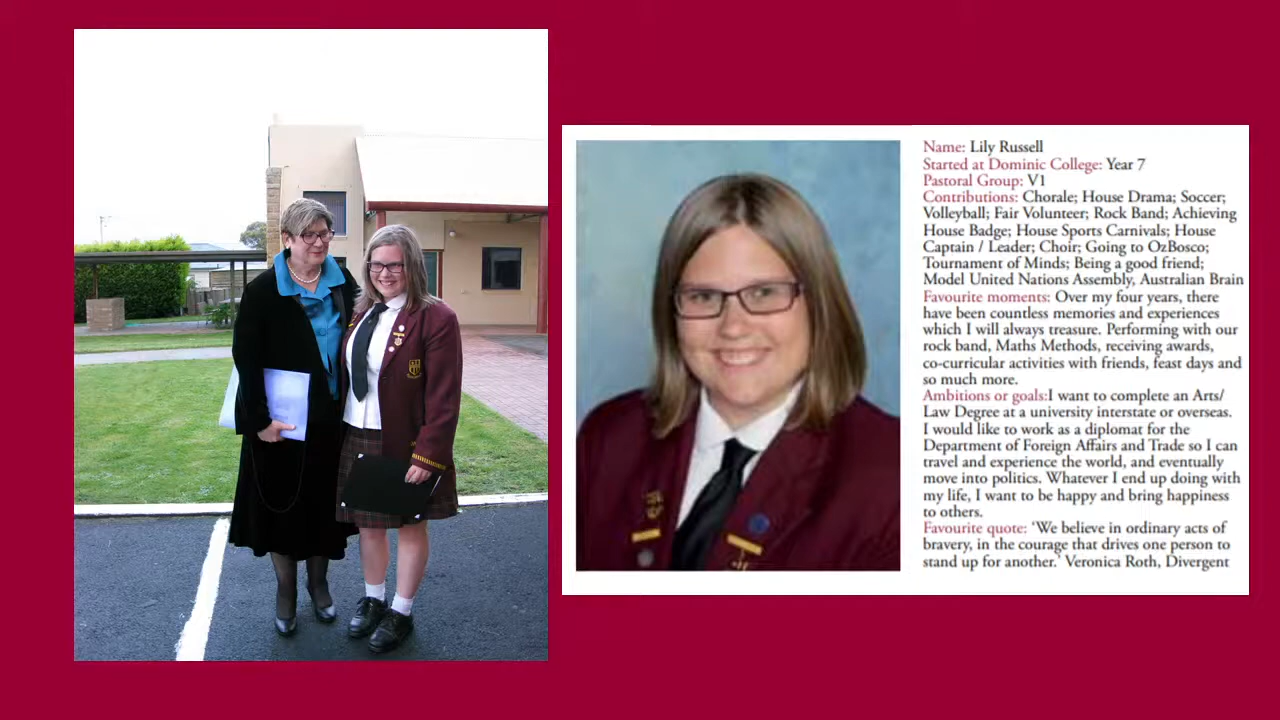 Name: Lily Russell
Started at Dominic College: Year 7
Pastoral Group: V1
Contributions: Chorale; House Drama; Soccer;
Volleyball; Fair Volunteer; Rock Band; Achieving
House Badge; House Sports Carnivals; House
Captain / Leader; Choir; Going to OzBosco;
Tournament of Minds; Being a good friend;
Model United Nations Assembly, Australian Brain
Favourite moments: Over my four years, there
have been countless memories and experiences
which I will always treasure. Performing with our
rock band, Maths Methods, receiving awards,
co-curricular activities with friends, feast days and
so much more.
Ambitions or goals:I want to complete an Arts/
Law Degree at a university interstate or overseas.
I would like to work as a diplomat for the
Department of Foreign Affairs and Trade so I can
travel and experience the world, and eventually
move into politics. Whatever I end up doing with
my life, I want to be happy and bring happiness
to others.
Favourite quote: ‘We believe in ordinary acts of
bravery, in the courage that drives one person to
stand up for another.’ Veronica Roth, Divergent